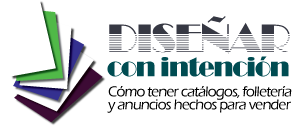 DISEÑAR
con intención
Cómo tener catálogos, folletería
y anuncios hechos para vender